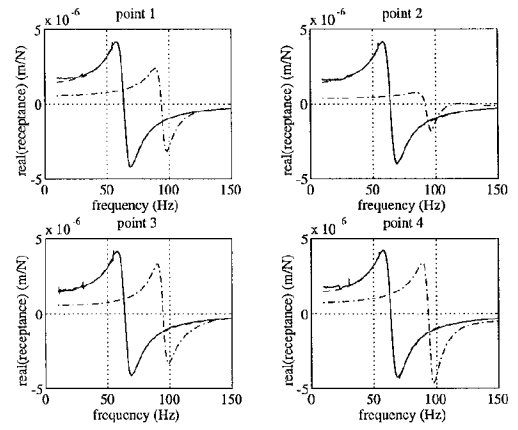 x 10 -6 point 1
5
0
-5
0 50 100 150
real(receptance) (m/N)
frequency (Hz)
x 10 -6 point 2
5
0
-5
0 50 100 150
real(receptance) (m/N)
frequency (Hz)
x 10 -6 point 3
5
0
-5
0 50 100 150
real(receptance) (m/N)
frequency (Hz)
x 10 -6 point 4
5
0
-5
0 50 100 150
real(receptance) (m/N)
frequency (Hz)